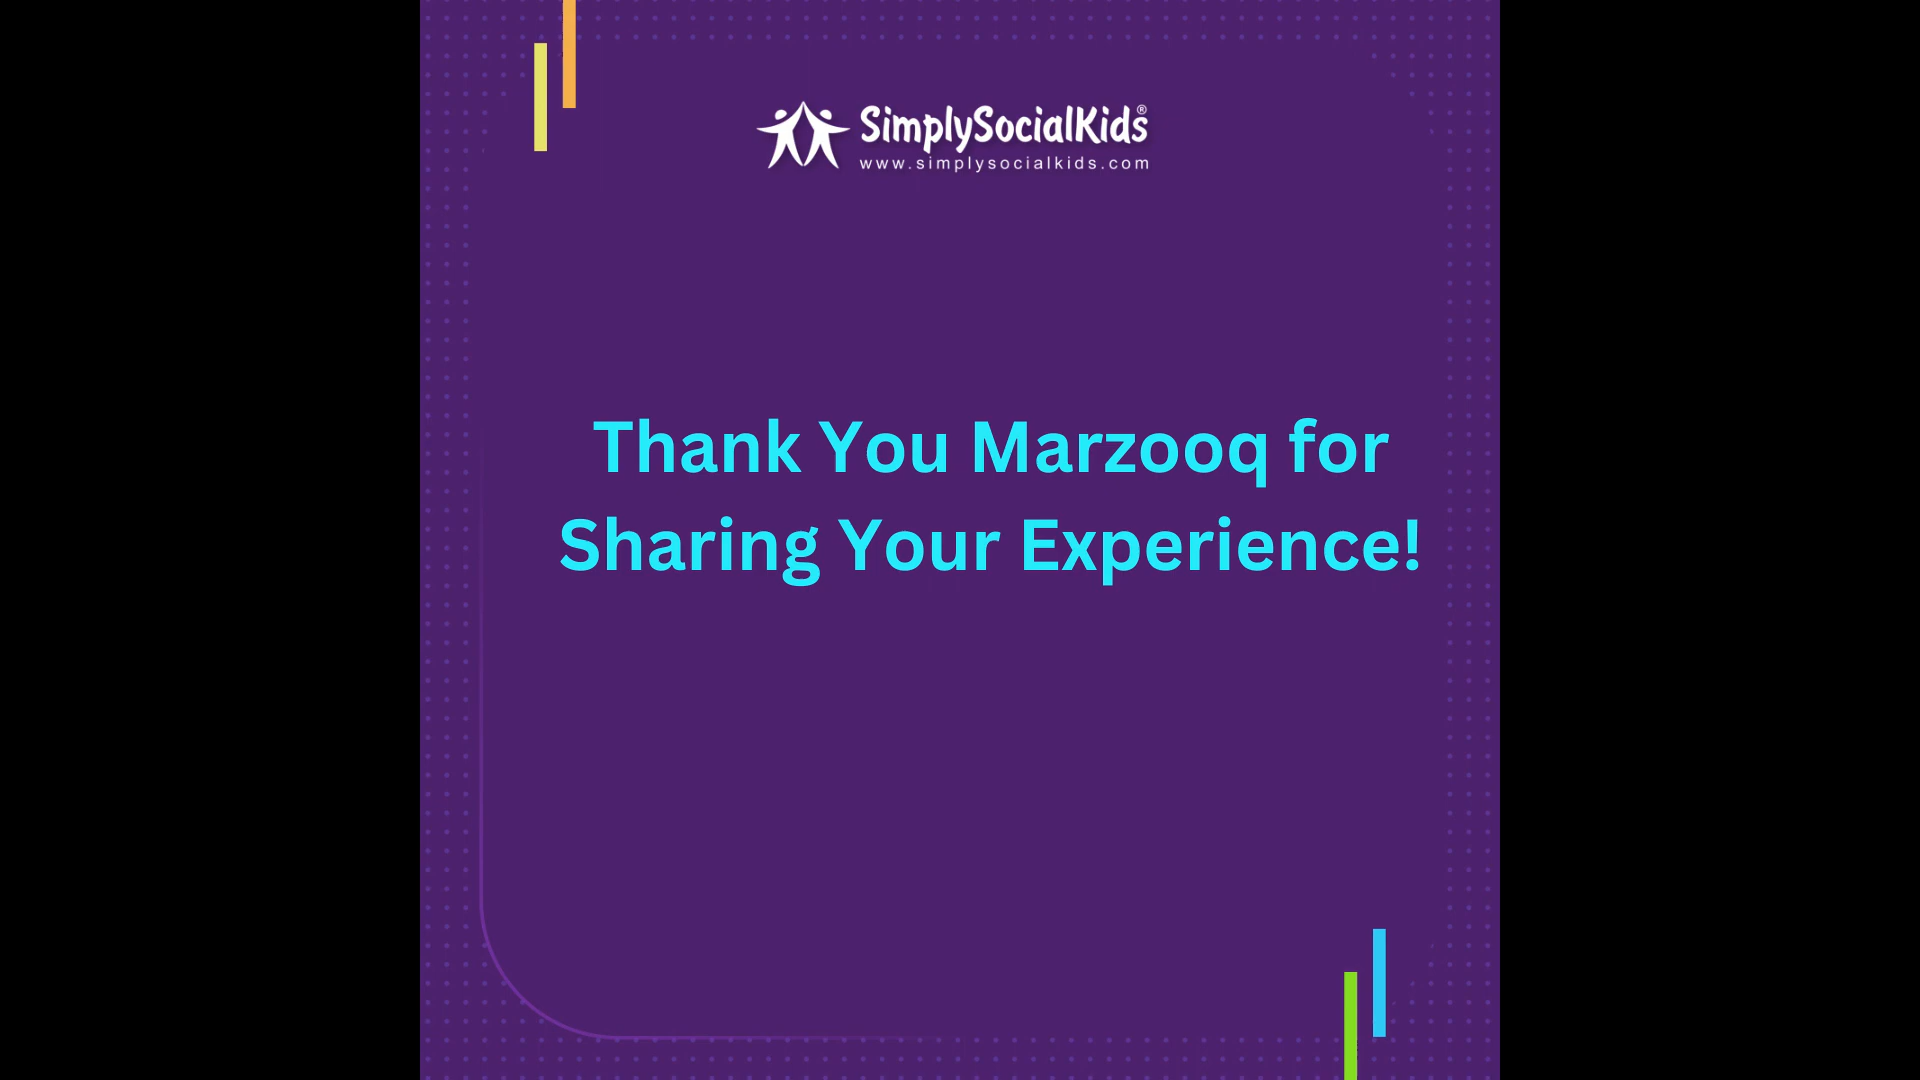 SimplySocialKids®
www.simplysocialkids.com
Thank You Marzooq for
Sharing Your Experience!